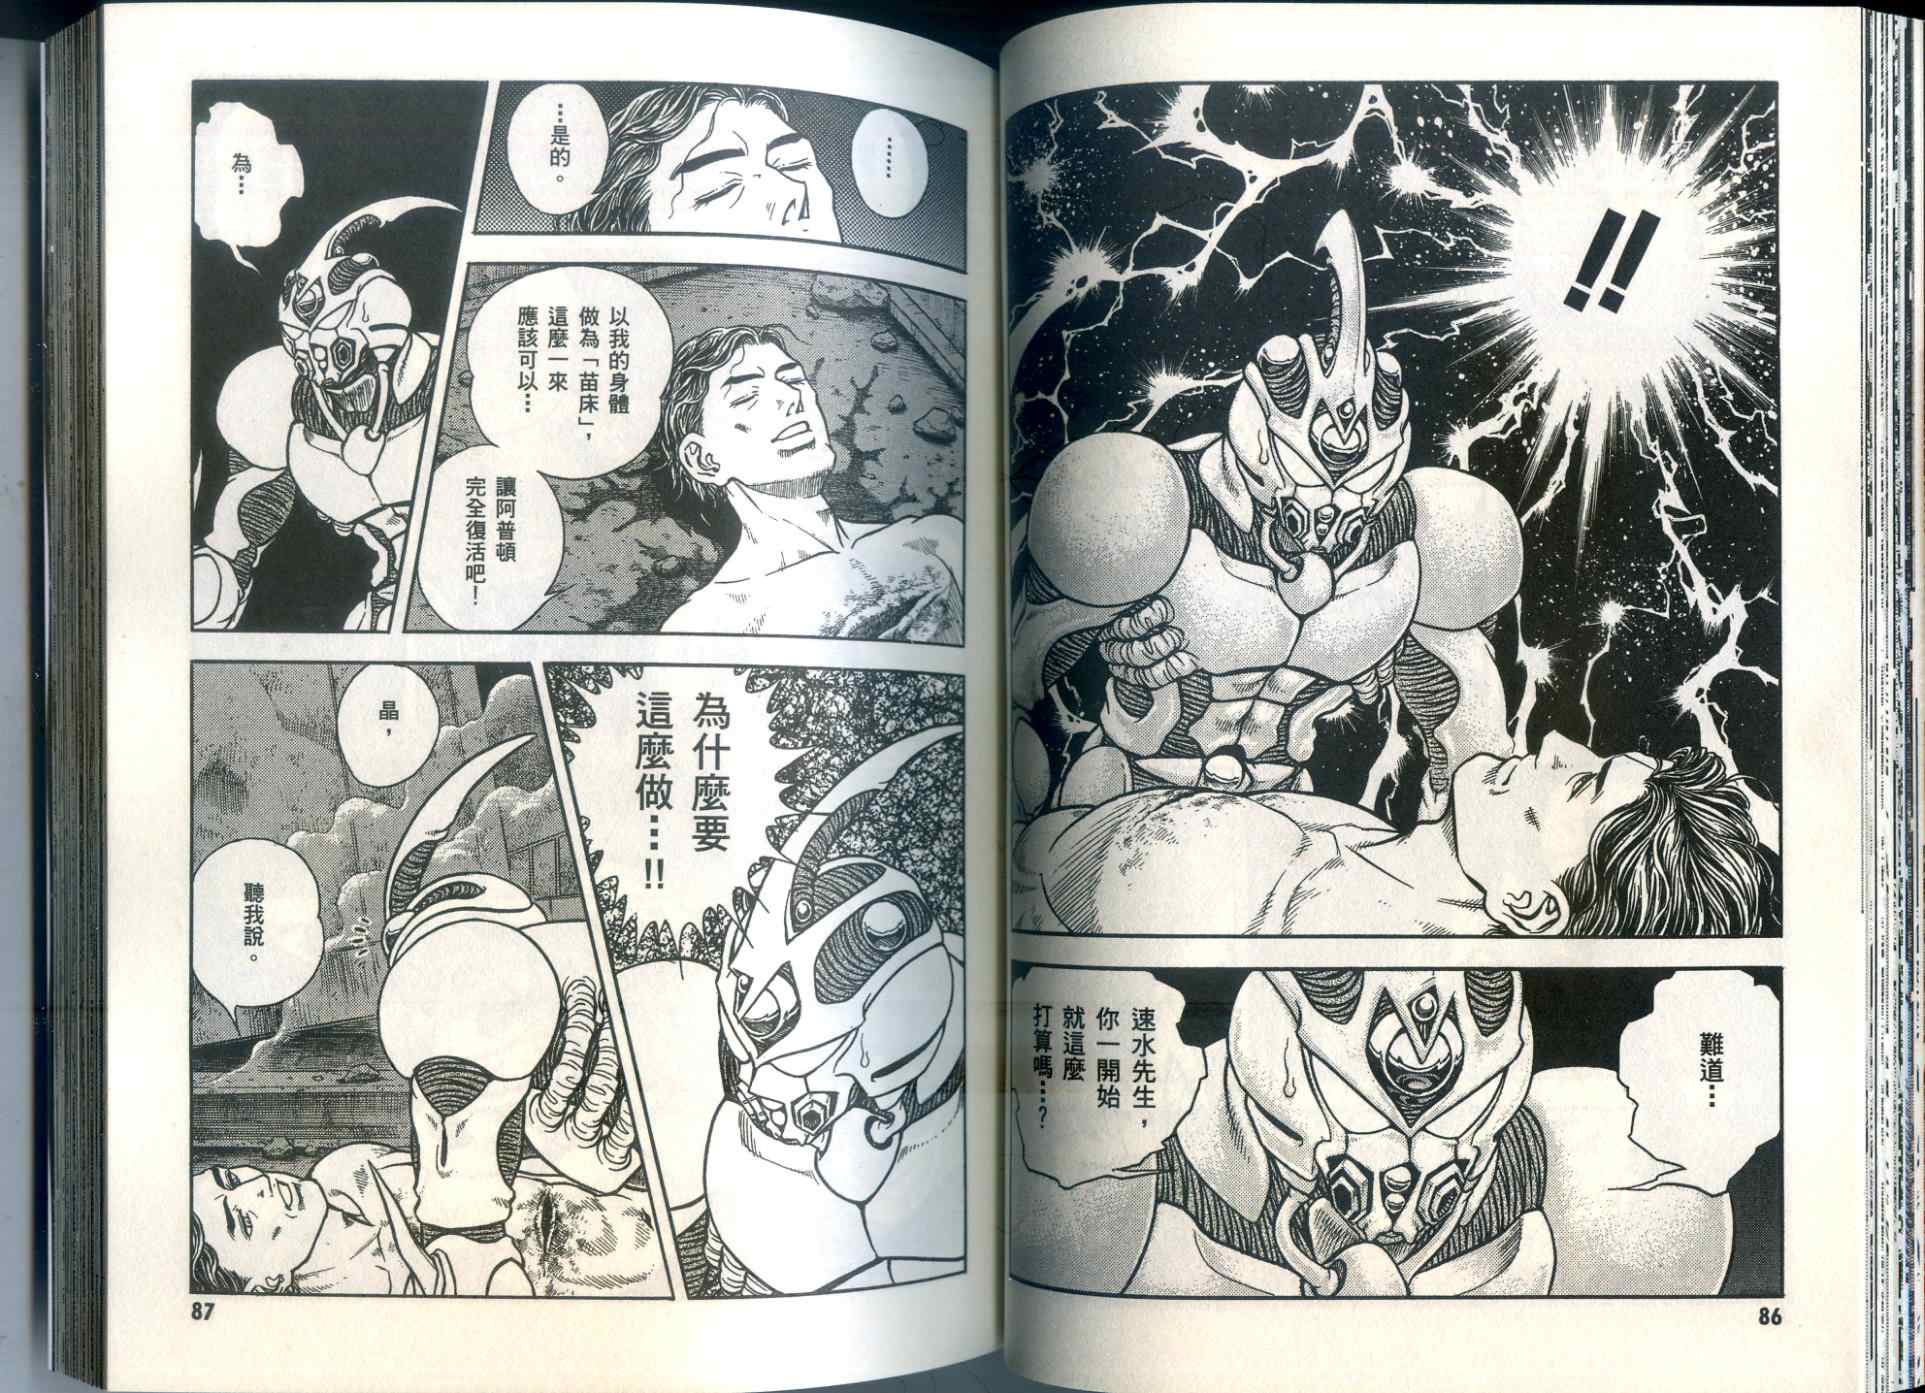 !!
難道…
速水先生，
你一開始
就這麼
打算嗎…？
86
……
…是的。
以我的身體
做為「苗床」，
這麼一來
應該可以…
讓阿普頓
完全復活吧！
為…
為什麼要
這麼做…!!
晶，
聽我說。
87